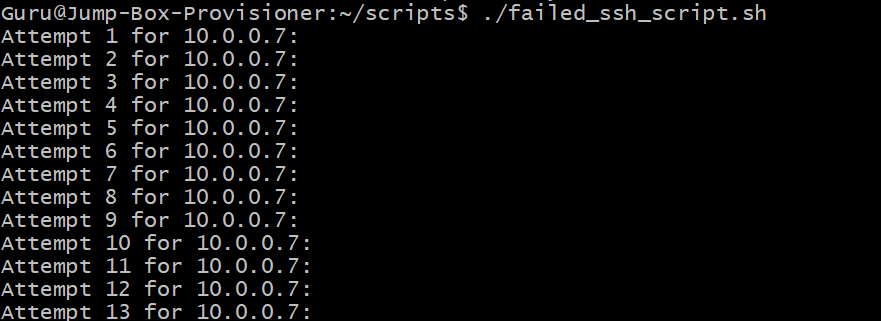 Guru@Jump-Box-Provisioner:~/scripts$ ./failed_ssh_script.sh
Attempt 1 for 10.0.0.7:
Attempt 2 for 10.0.0.7:
Attempt 3 for 10.0.0.7:
Attempt 4 for 10.0.0.7:
Attempt 5 for 10.0.0.7:
Attempt 6 for 10.0.0.7:
Attempt 7 for 10.0.0.7:
Attempt 8 for 10.0.0.7:
Attempt 9 for 10.0.0.7:
Attempt 10 for 10.0.0.7:
Attempt 11 for 10.0.0.7:
Attempt 12 for 10.0.0.7:
Attempt 13 for 10.0.0.7: